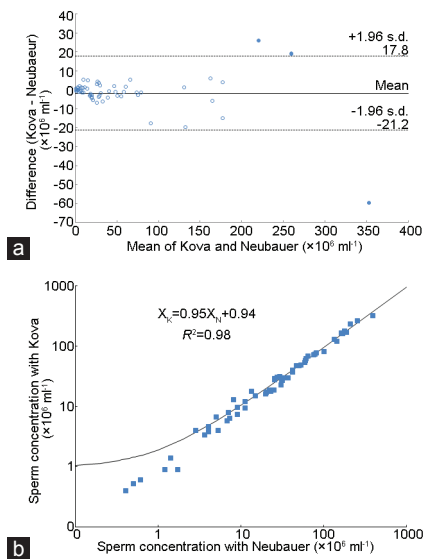 40
30
20
10
0
-10
-20
-30
-40
-50
-60
-70
Difference (Kova - Neubaeur)
(×10⁶ ml⁻¹)
+1.96 s.d.
17.8
Mean
-1.96 s.d.
-21.2
0 50 100 150 200 250 300 350 400
Mean of Kova and Neubauer (×10⁶ ml⁻¹)
a
1000
100
10
1
0
Sperm concentration with Kova
(×10⁶ ml⁻¹)
X_K=0.95X_N+0.94
R²=0.98
0 1 10 100 1000
Sperm concentration with Neubauer (×10⁶ ml⁻¹)
b